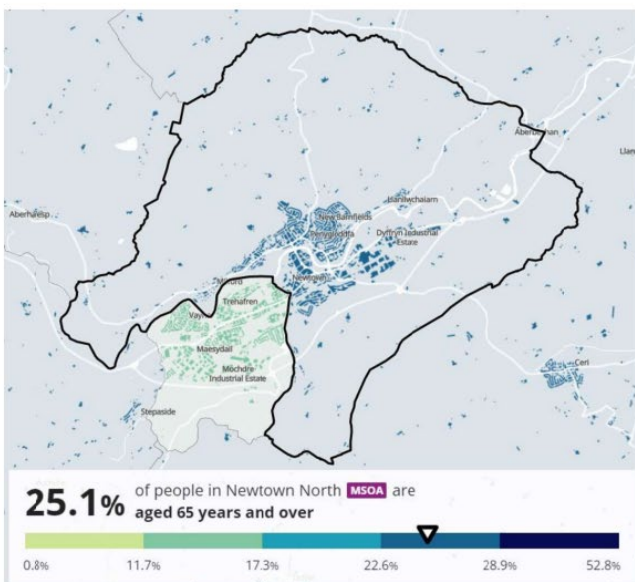 Aberbechan
Llanllwchaiarn
New Barnfields
Penygloddfa
Dyffryn Industrial
Estate
Newtown
Trenafren
Maesydail
Mochdre
Industrial Estate
Ceri
Stepaside
25.1% of people in Newtown North MSOA are
aged 65 years and over
0.8% 11.7% 17.3% 22.6% 28.9% 52.8%